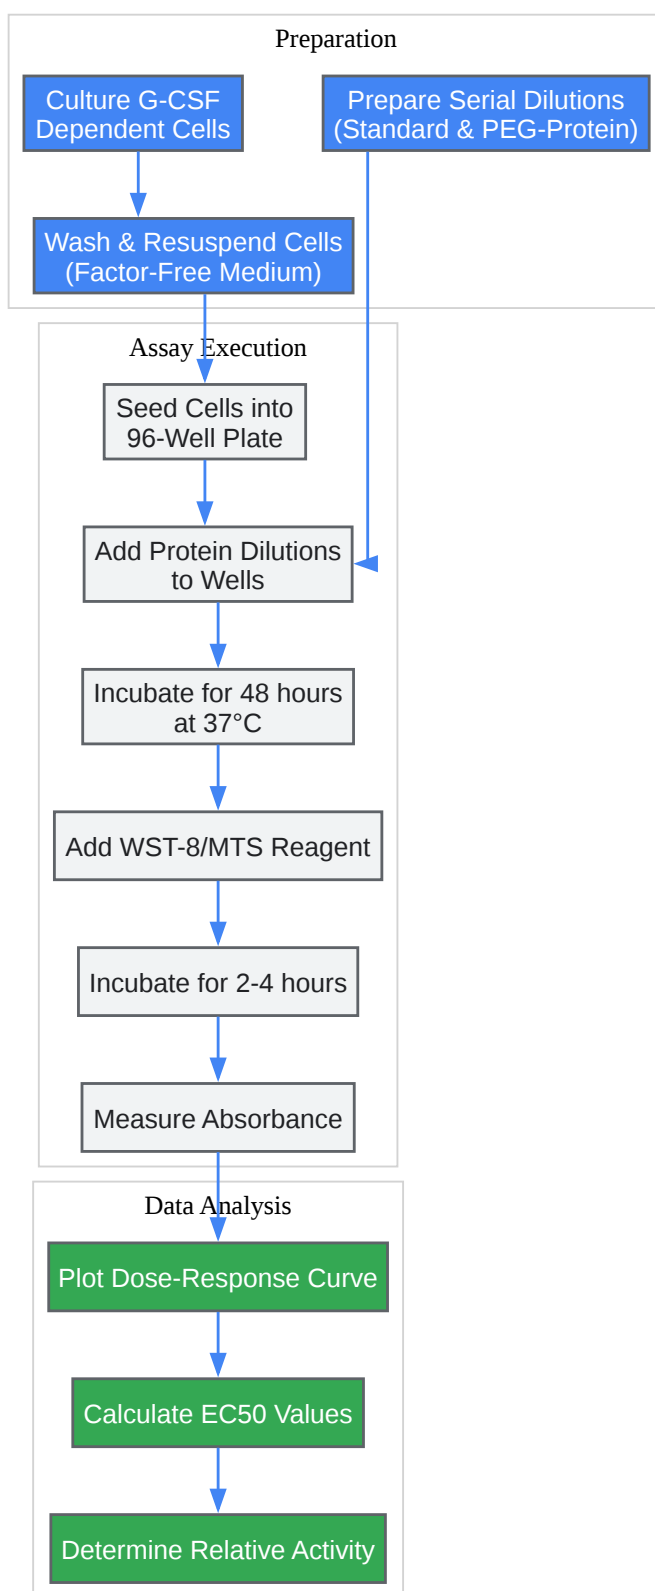 Preparation
Culture G-CSF
Dependent Cells
Prepare Serial Dilutions
(Standard & PEG-Protein)
Wash & Resuspend Cells
(Factor-Free Medium)
Assay Execution
Seed Cells into
96-Well Plate
Add Protein Dilutions
to Wells
Incubate for 48 hours
at 37°C
Add WST-8/MTS Reagent
Incubate for 2-4 hours
Measure Absorbance
Data Analysis
Plot Dose-Response Curve
Calculate EC50 Values
Determine Relative Activity